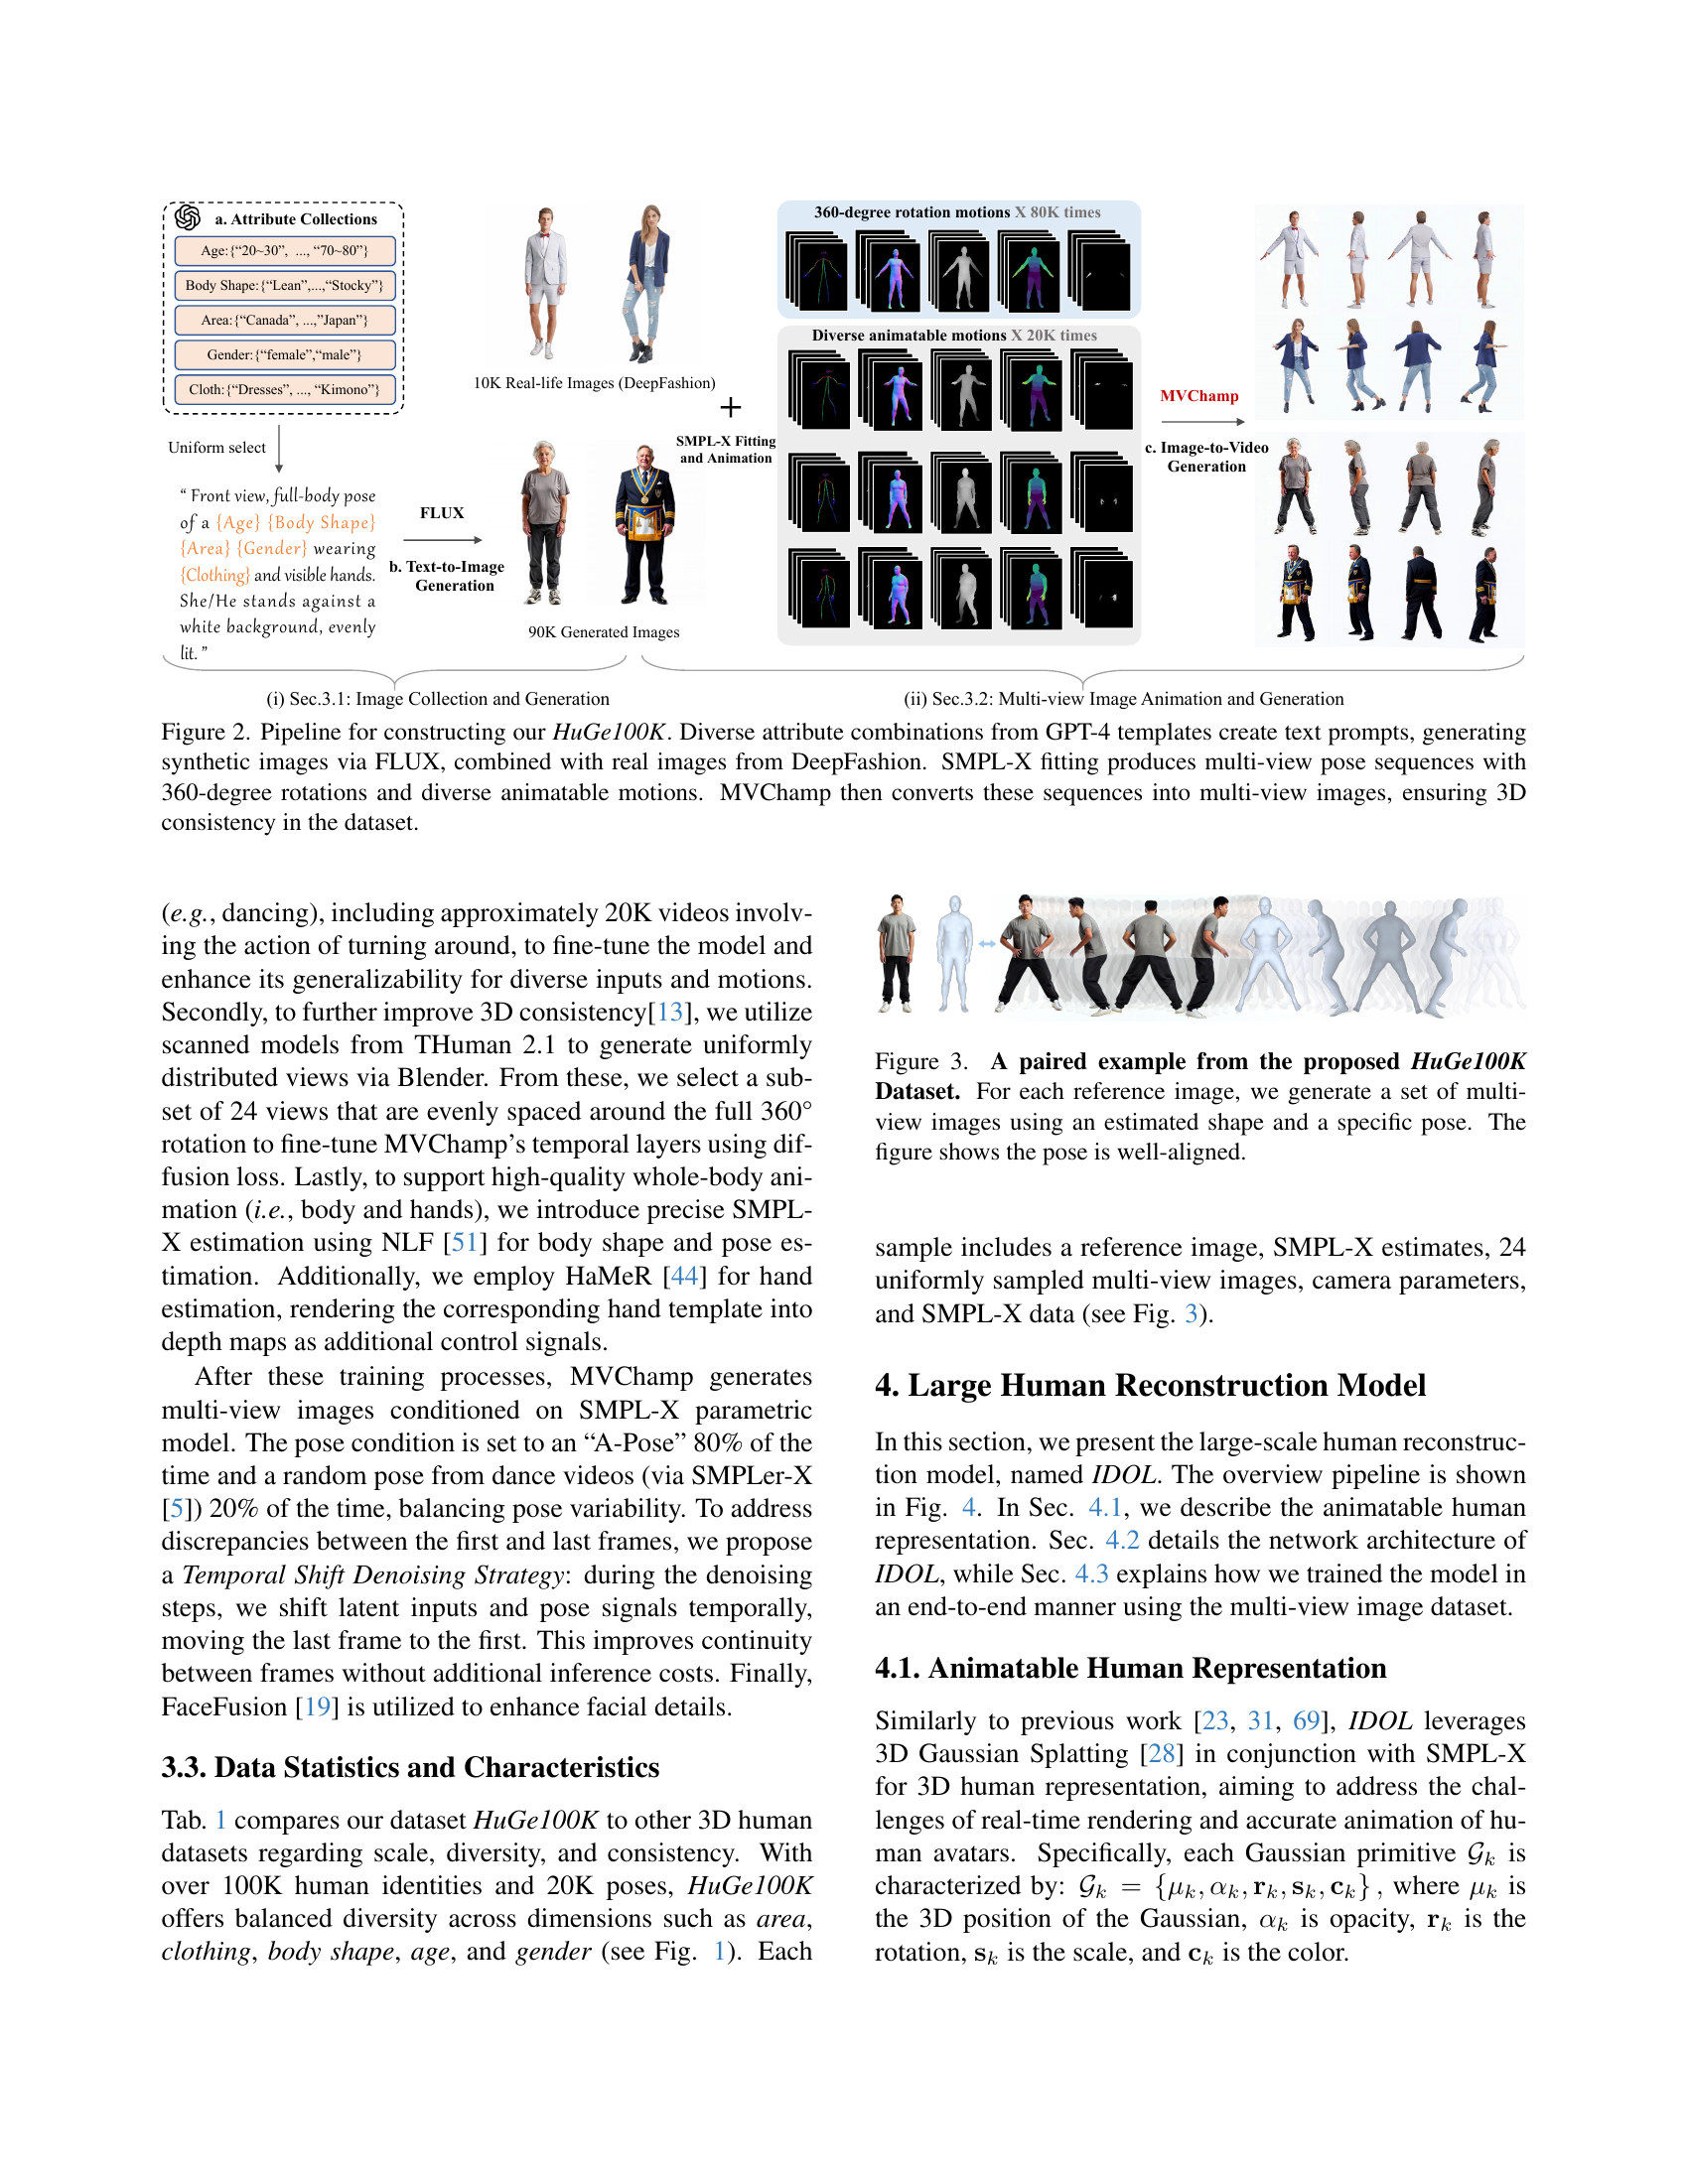 a. Attribute Collections
Age:{“20~30”, ...,“70~80”}
Body Shape:{“Lean”,...,“Stocky”}
Area:{“Canada”, ...,”Japan”}
Gender:{“female”,“male”}
Cloth:{“Dresses”, ..., “Kimono”}
Uniform select
“ Front view, full-body pose
of a {Age} {Body Shape}
{Area} {Gender} wearing
{Clothing} and visible hands.
She/He stands against a
white background, evenly
lit. ”
FLUX
b. Text-to-Image
Generation
10K Real-life Images (DeepFashion)
90K Generated Images
+
SMPL-X Fitting
and Animation
360-degree rotation motions X 80K times
Diverse animatable motions X 20K times
MVChamp
c. Image-to-Video
Generation
(i) Sec.3.1: Image Collection and Generation
(ii) Sec.3.2: Multi-view Image Animation and Generation
Figure 2. Pipeline for constructing our HuGe100K. Diverse attribute combinations from GPT-4 templates create text prompts, generating
synthetic images via FLUX, combined with real images from DeepFashion. SMPL-X fitting produces multi-view pose sequences with
360-degree rotations and diverse animatable motions. MVChamp then converts these sequences into multi-view images, ensuring 3D
consistency in the dataset.
(e.g., dancing), including approximately 20K videos involv-
ing the action of turning around, to fine-tune the model and
enhance its generalizability for diverse inputs and motions.
Secondly, to further improve 3D consistency[13], we utilize
scanned models from THuman 2.1 to generate uniformly
distributed views via Blender. From these, we select a sub-
set of 24 views that are evenly spaced around the full 360°
rotation to fine-tune MVChamp’s temporal layers using dif-
fusion loss. Lastly, to support high-quality whole-body ani-
mation (i.e., body and hands), we introduce precise SMPL-
X estimation using NLF [51] for body shape and pose es-
timation. Additionally, we employ HaMeR [44] for hand
estimation, rendering the corresponding hand template into
depth maps as additional control signals.
After these training processes, MVChamp generates
multi-view images conditioned on SMPL-X parametric
model. The pose condition is set to an “A-Pose” 80% of the
time and a random pose from dance videos (via SMPLer-X
[5]) 20% of the time, balancing pose variability. To address
discrepancies between the first and last frames, we propose
a Temporal Shift Denoising Strategy: during the denoising
steps, we shift latent inputs and pose signals temporally,
moving the last frame to the first. This improves continuity
between frames without additional inference costs. Finally,
FaceFusion [19] is utilized to enhance facial details.
3.3. Data Statistics and Characteristics
Tab. 1 compares our dataset HuGe100K to other 3D human
datasets regarding scale, diversity, and consistency. With
over 100K human identities and 20K poses, HuGe100K
offers balanced diversity across dimensions such as area,
clothing, body shape, age, and gender (see Fig. 1). Each
Figure 3. A paired example from the proposed HuGe100K
Dataset. For each reference image, we generate a set of multi-
view images using an estimated shape and a specific pose. The
figure shows the pose is well-aligned.
sample includes a reference image, SMPL-X estimates, 24
uniformly sampled multi-view images, camera parameters,
and SMPL-X data (see Fig. 3).
4. Large Human Reconstruction Model
In this section, we present the large-scale human reconstruc-
tion model, named IDOL. The overview pipeline is shown
in Fig. 4. In Sec. 4.1, we describe the animatable human
representation. Sec. 4.2 details the network architecture of
IDOL, while Sec. 4.3 explains how we trained the model in
an end-to-end manner using the multi-view image dataset.
4.1. Animatable Human Representation
Similarly to previous work [23, 31, 69], IDOL leverages
3D Gaussian Splatting [28] in conjunction with SMPL-X
for 3D human representation, aiming to address the chal-
lenges of real-time rendering and accurate animation of hu-
man avatars. Specifically, each Gaussian primitive 𝒢ₖ is
characterized by: 𝒢ₖ = {μₖ, αₖ, rₖ, sₖ, cₖ} , where μₖ is
the 3D position of the Gaussian, αₖ is opacity, rₖ is the
rotation, sₖ is the scale, and cₖ is the color.